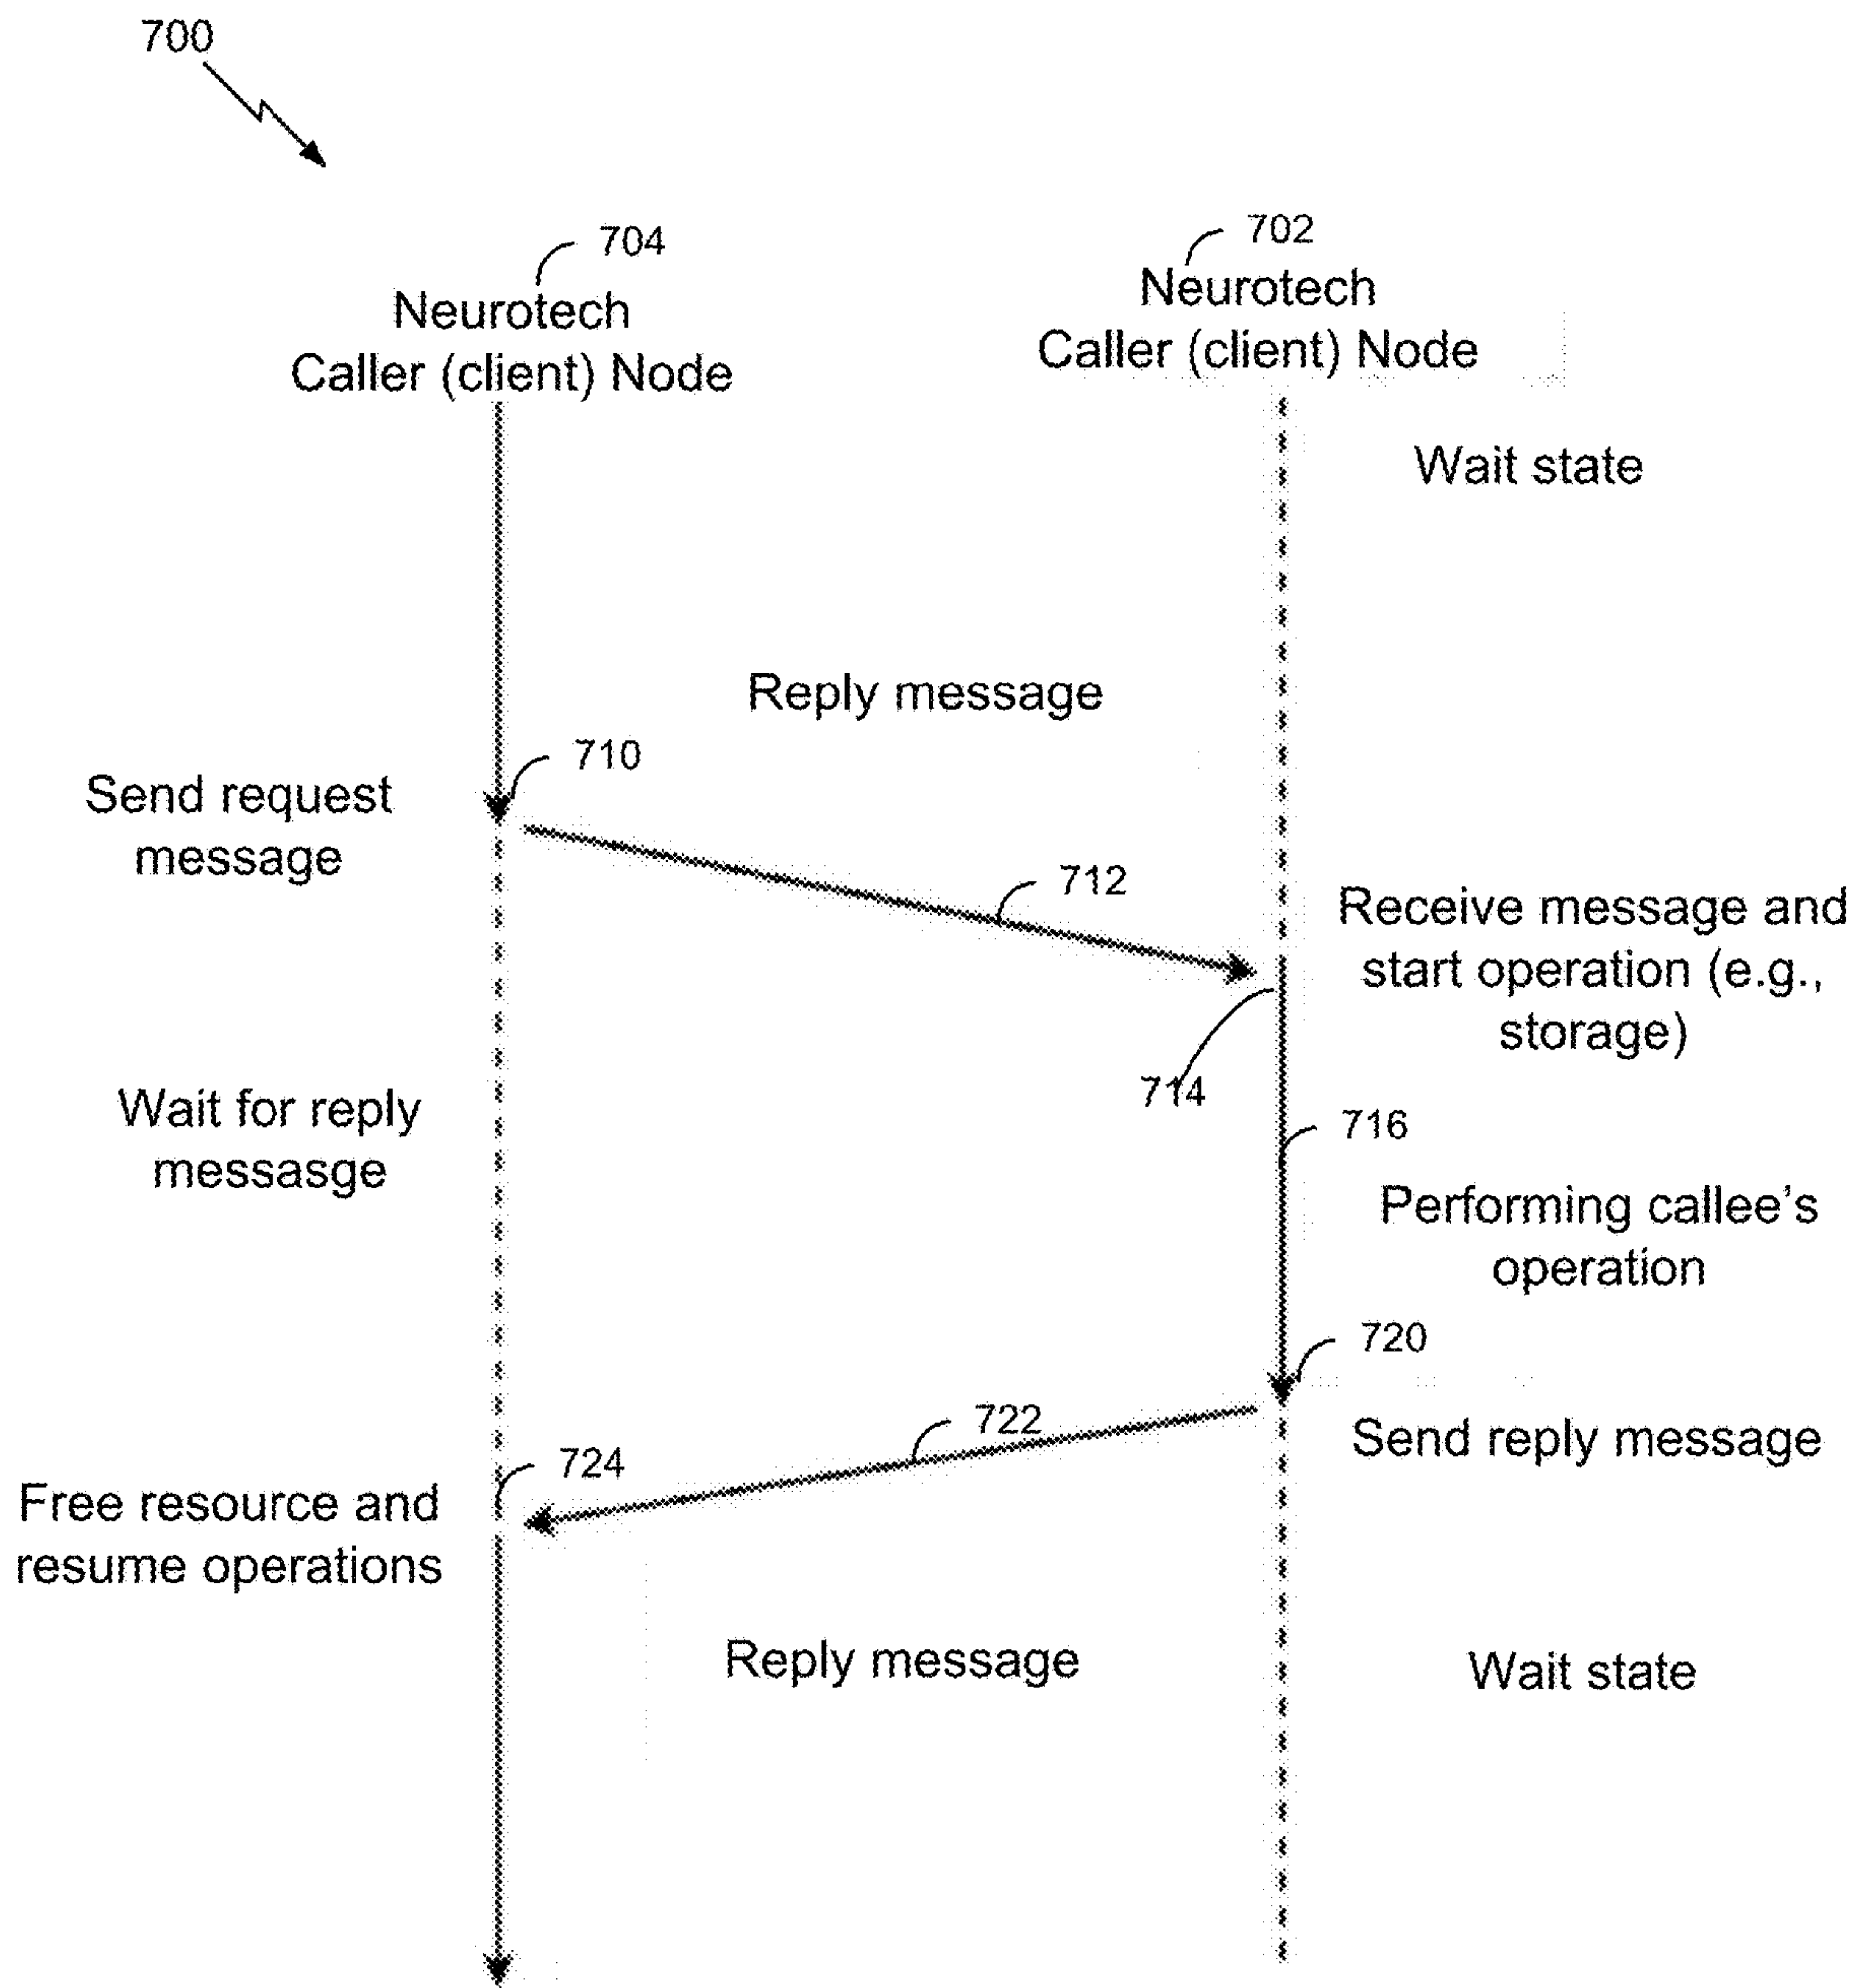 700
704
Neurotech
Caller (client) Node
702
Neurotech
Caller (client) Node
Wait state
Reply message
710
Send request
message
712
Receive message and
start operation (e.g.,
storage)
714
Wait for reply
messasge
716
Performing callee's
operation
720
Send reply message
722
724
Free resource and
resume operations
Reply message
Wait state